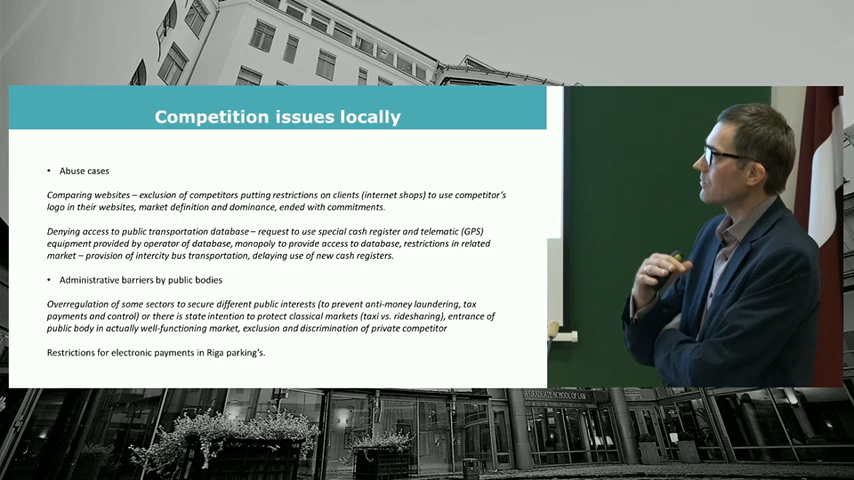 Competition issues locally
• Abuse cases
Comparing websites – exclusion of competitors putting restrictions on clients (internet shops) to use competitor's
logo in their websites, market definition and dominance, ended with commitments.
Denying access to public transportation database – request to use special cash register and telematic (GPS)
equipment provided by operator of database, monopoly to provide access to database, restrictions in related
market – provision of intercity bus transportation, delaying use of new cash registers.
• Administrative barriers by public bodies
Overregulation of some sectors to secure different public interests (to prevent anti-money laundering, tax
payments and control) or there is state intention to protect classical markets (taxi vs. ridesharing), entrance of
public body in actually well-functioning market, exclusion and discrimination of private competitor
Restrictions for electronic payments in Riga parking's.
GRADUATE SCHOOL OF LAW